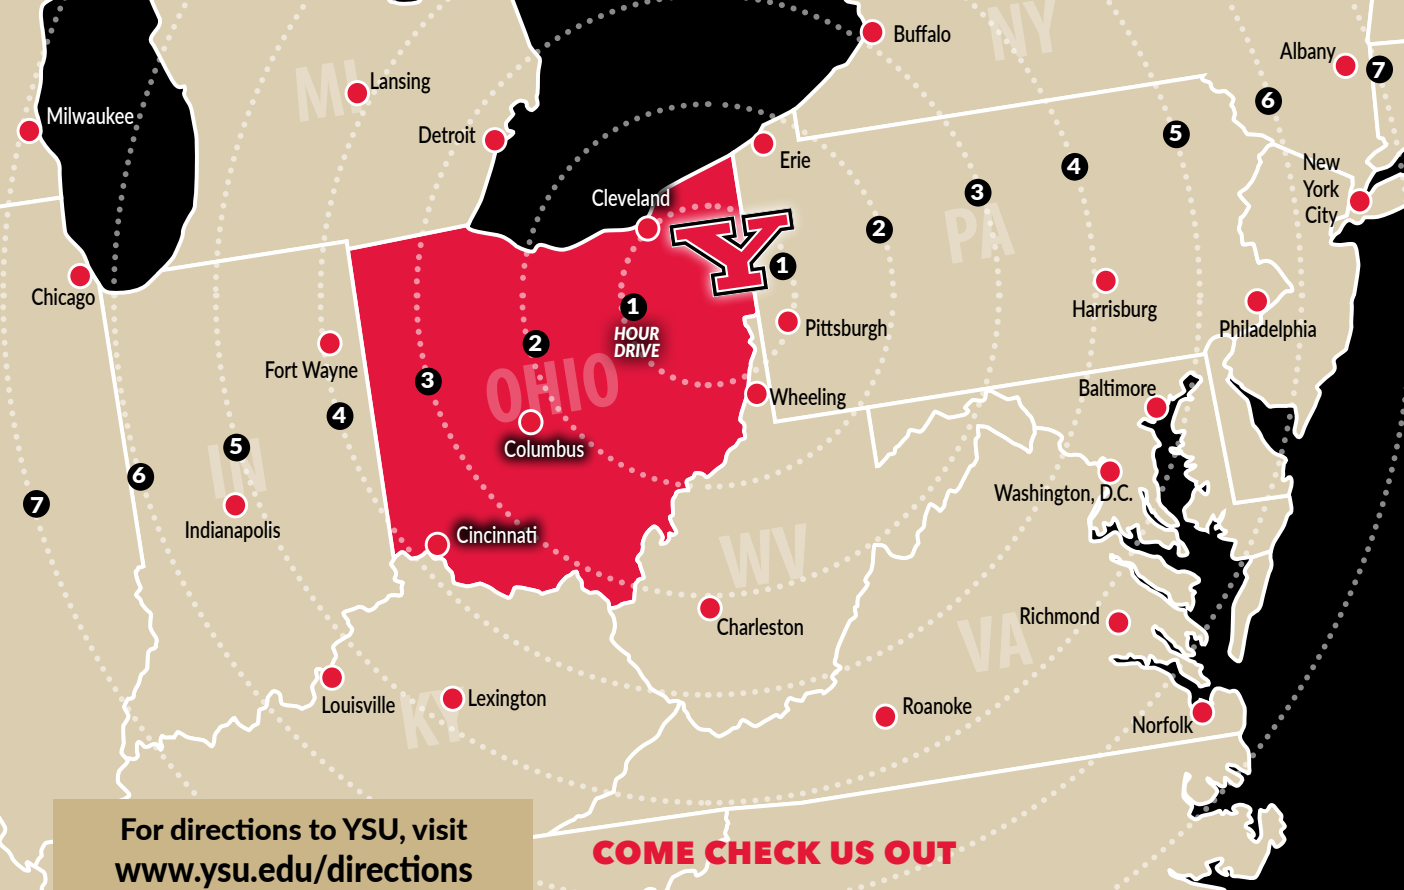 Buffalo
NY
Albany
7
MI
Lansing
6
Milwaukee
Detroit
5
Erie
4
New
York
City
3
Cleveland
2
PA
Y
1
Chicago
Harrisburg
1
HOUR
DRIVE
Pittsburgh
Philadelphia
2
Fort Wayne
3
OHIO
Baltimore
Wheeling
4
5
IN
Columbus
6
7
Washington, D.C.
Indianapolis
Cincinnati
WV
Charleston
Richmond
VA
Louisville
KY
Lexington
Roanoke
Norfolk
For directions to YSU, visit
www.ysu.edu/directions
COME CHECK US OUT